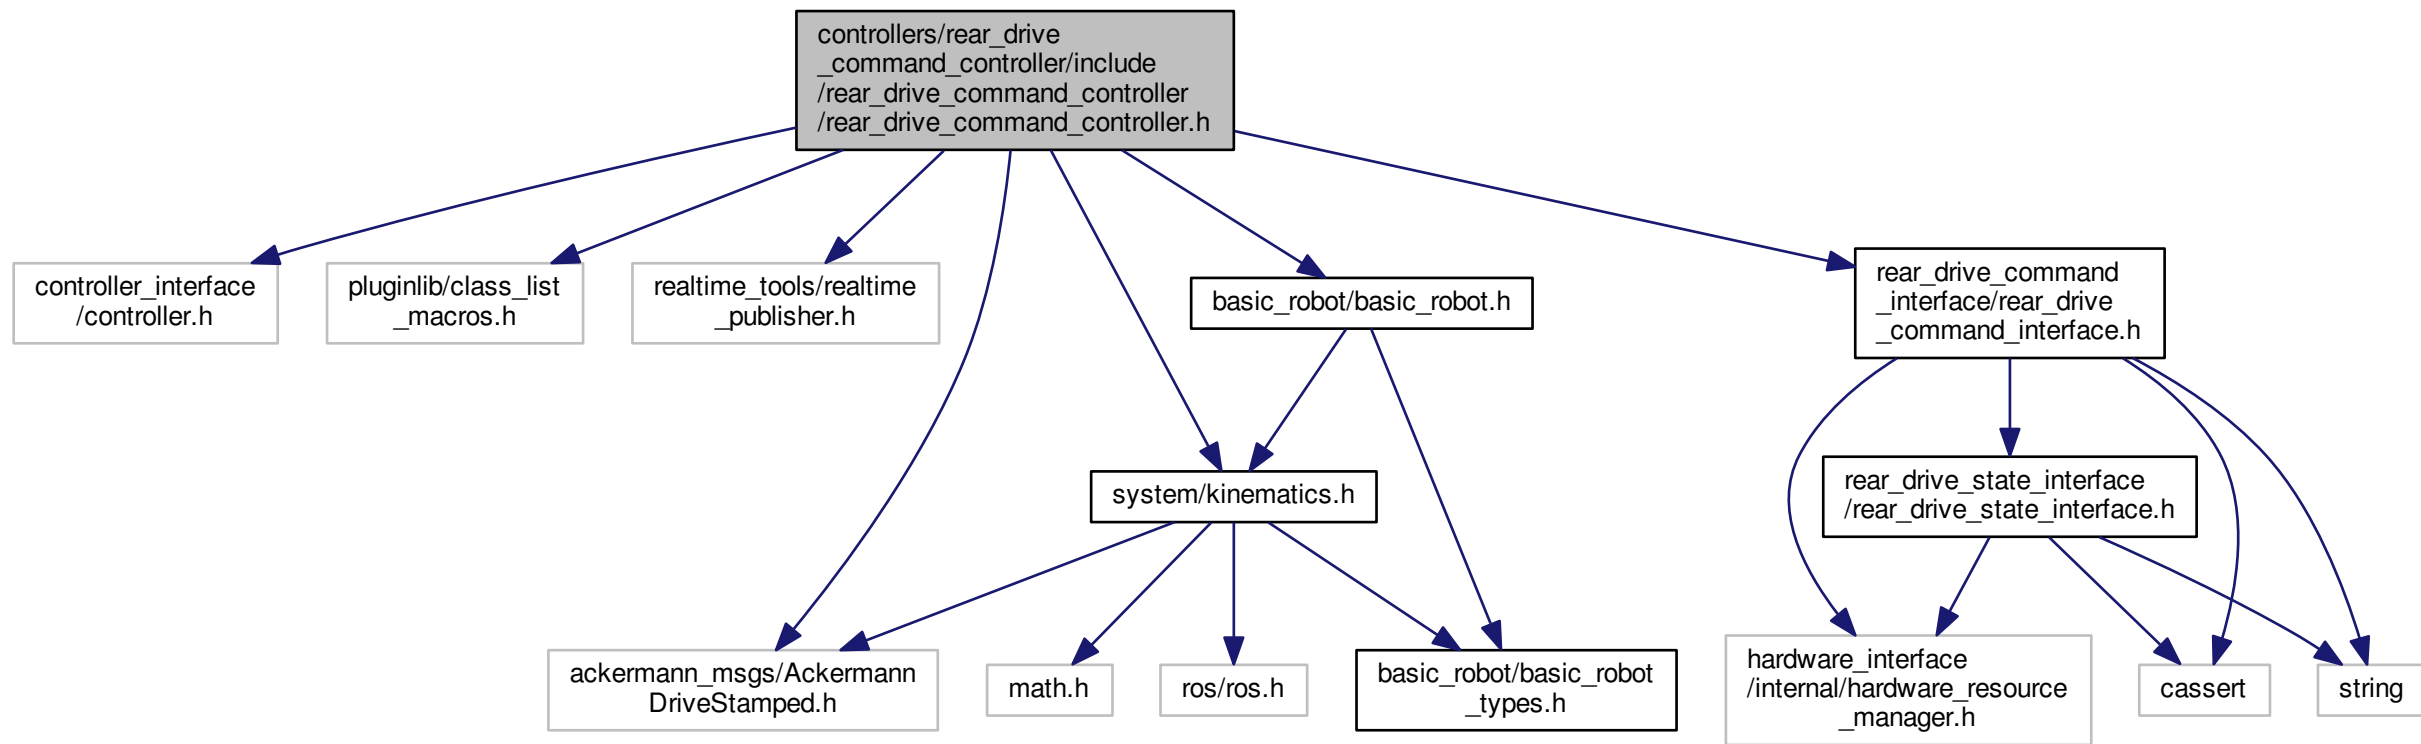 controllers/rear_drive
_command_controller/include
/rear_drive_command_controller
/rear_drive_command_controller.h
controller_interface
/controller.h
pluginlib/class_list
_macros.h
realtime_tools/realtime
_publisher.h
basic_robot/basic_robot.h
rear_drive_command
_interface/rear_drive
_command_interface.h
system/kinematics.h
rear_drive_state_interface
/rear_drive_state_interface.h
ackermann_msgs/Ackermann
DriveStamped.h
math.h
ros/ros.h
basic_robot/basic_robot
_types.h
hardware_interface
/internal/hardware_resource
_manager.h
cassert
string